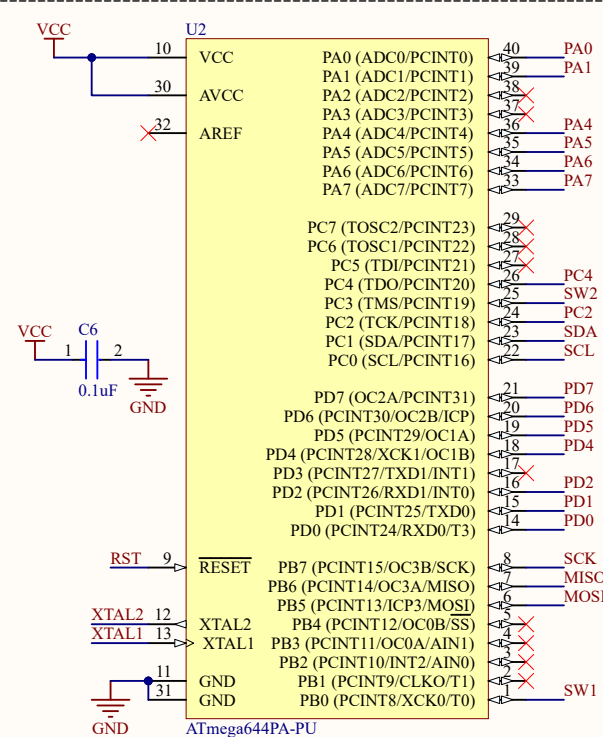 VCC
U2
10 VCC PA0 (ADC0/PCINT0) 40 PA0
PA1 (ADC1/PCINT1) 39 PA1
30 AVCC PA2 (ADC2/PCINT2) 38
PA3 (ADC3/PCINT3) 37
32 AREF PA4 (ADC4/PCINT4) 36 PA4
PA5 (ADC5/PCINT5) 35 PA5
PA6 (ADC6/PCINT6) 34 PA6
PA7 (ADC7/PCINT7) 33 PA7
PC7 (TOSC2/PCINT23) 29
PC6 (TOSC1/PCINT22) 28
PC5 (TDI/PCINT21) 27
PC4 (TDO/PCINT20) 26 PC4
PC3 (TMS/PCINT19) 25 SW2
PC2 (TCK/PCINT18) 24 PC2
PC1 (SDA/PCINT17) 23 SDA
PC0 (SCL/PCINT16) 22 SCL
VCC
C6
1 2
0.1uF
GND
PD7 (OC2A/PCINT31) 21 PD7
PD6 (PCINT30/OC2B/ICP) 20 PD6
PD5 (PCINT29/OC1A) 19 PD5
PD4 (PCINT28/XCK1/OC1B) 18 PD4
PD3 (PCINT27/TXD1/INT1) 17
PD2 (PCINT26/RXD1/INT0) 16 PD2
PD1 (PCINT25/TXD0) 15 PD1
PD0 (PCINT24/RXD0/T3) 14 PD0
RST 9 RESET PB7 (PCINT15/OC3B/SCK) 8 SCK
PB6 (PCINT14/OC3A/MISO) 7 MISO
PB5 (PCINT13/ICP3/MOSI) 6 MOSI
XTAL2 12 XTAL2 PB4 (PCINT12/OC0B/SS) 5
XTAL1 13 XTAL1 PB3 (PCINT11/OC0A/AIN1) 4
PB2 (PCINT10/INT2/AIN0) 3
11 GND PB1 (PCINT9/CLKO/T1) 2
31 GND PB0 (PCINT8/XCK0/T0) 1 SW1
GND
ATmega644PA-PU